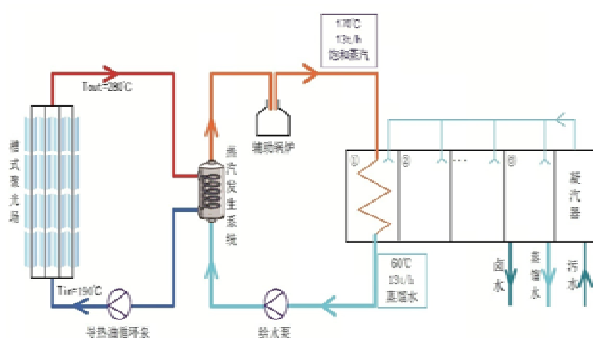 170℃
13t/h
饱和蒸汽
Tout=280℃
辅助锅炉
槽式聚光场
蒸汽发生系统
①
②
...
凝汽器
60℃
13t/h
蒸馏水
卤水
蒸馏水
污水
Tin=190℃
导热油循环泵
给水泵